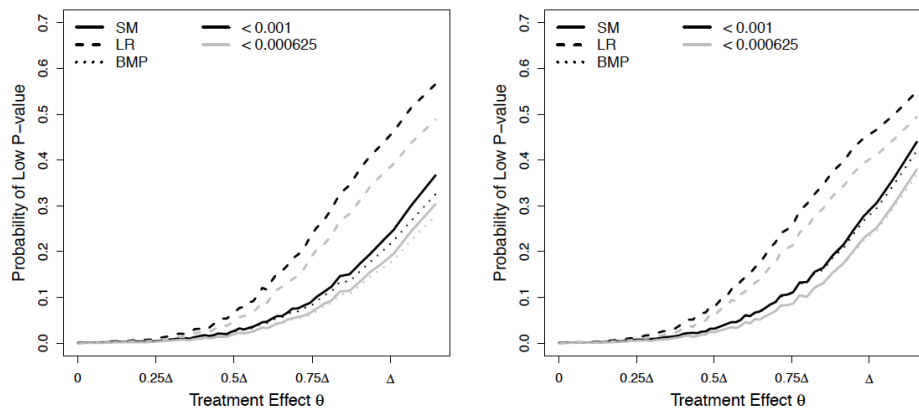 SM < 0.001
LR < 0.000625
BMP
Probability of Low P−value
0.7
0.6
0.5
0.4
0.3
0.2
0.1
0.0
0 0.25Δ 0.5Δ 0.75Δ Δ
Treatment Effect θ
SM < 0.001
LR < 0.000625
BMP
Probability of Low P−value
0.7
0.6
0.5
0.4
0.3
0.2
0.1
0.0
0 0.25Δ 0.5Δ 0.75Δ Δ
Treatment Effect θ